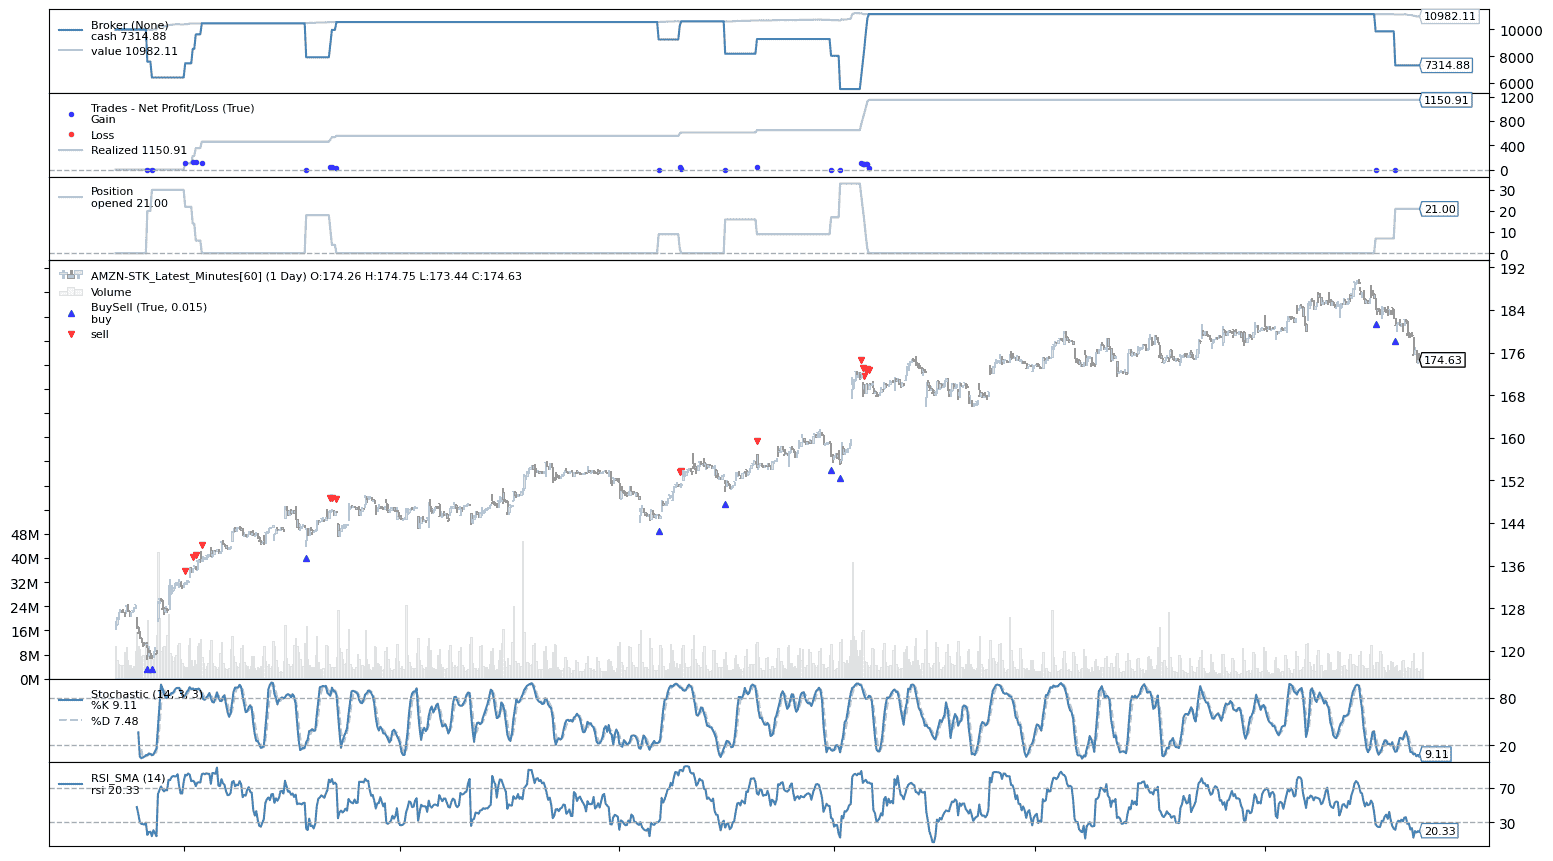 Broker (None)
cash 7314.88
value 10982.11
10982.11
10000
8000
7314.88
6000
Trades - Net Profit/Loss (True)
Gain
Loss
Realized 1150.91
1200
1150.91
800
400
0
Position
opened 21.00
30
21.00
20
10
0
AMZN-STK_Latest_Minutes[60] (1 Day) O:174.26 H:174.75 L:173.44 C:174.63
Volume
BuySell (True, 0.015)
buy
sell
192
184
176
174.63
168
160
152
144
136
128
120
48M
40M
32M
24M
16M
8M
0M
Stochastic (14, 3, 3)
%K 9.11
%D 7.48
80
20
9.11
RSI_SMA (14)
rsi 20.33
70
30
20.33